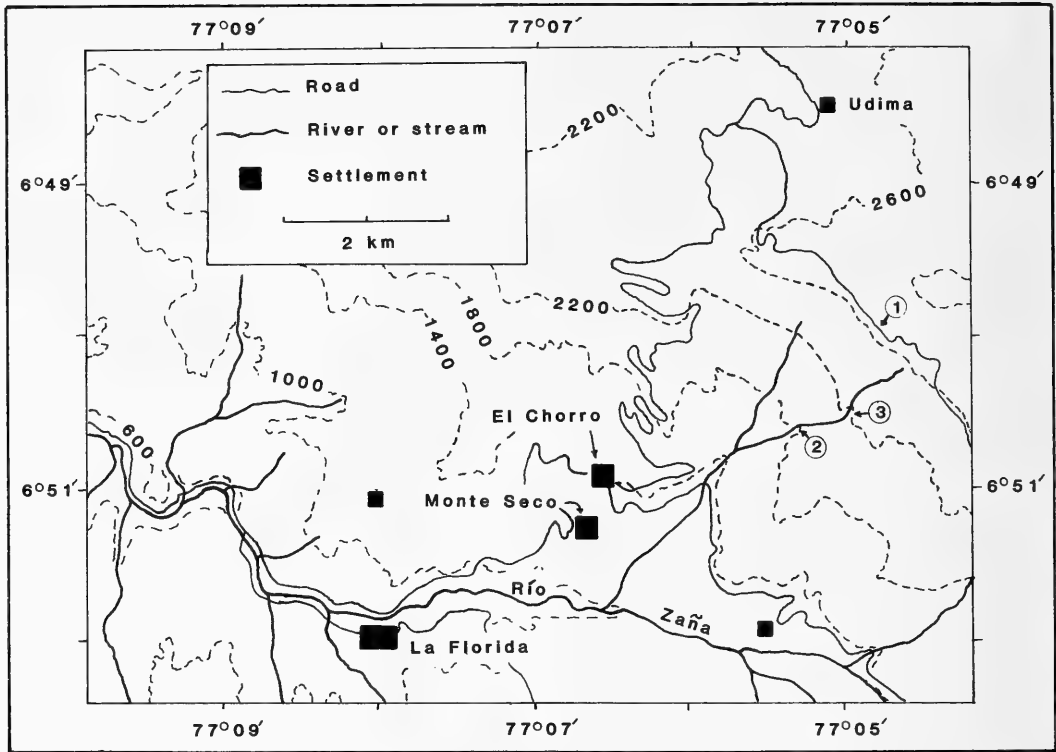 77°09′ 77°07′ 77°05′
Road
River or stream
Settlement
2 km
2200
Udima
6°49′ 6°49′
2600
2200
1800
1400
1000
600
1
3
2
El Chorro
Monte Seco
6°51′ 6°51′
Río Zaña
La Florida
77°09′ 77°07′ 77°05′